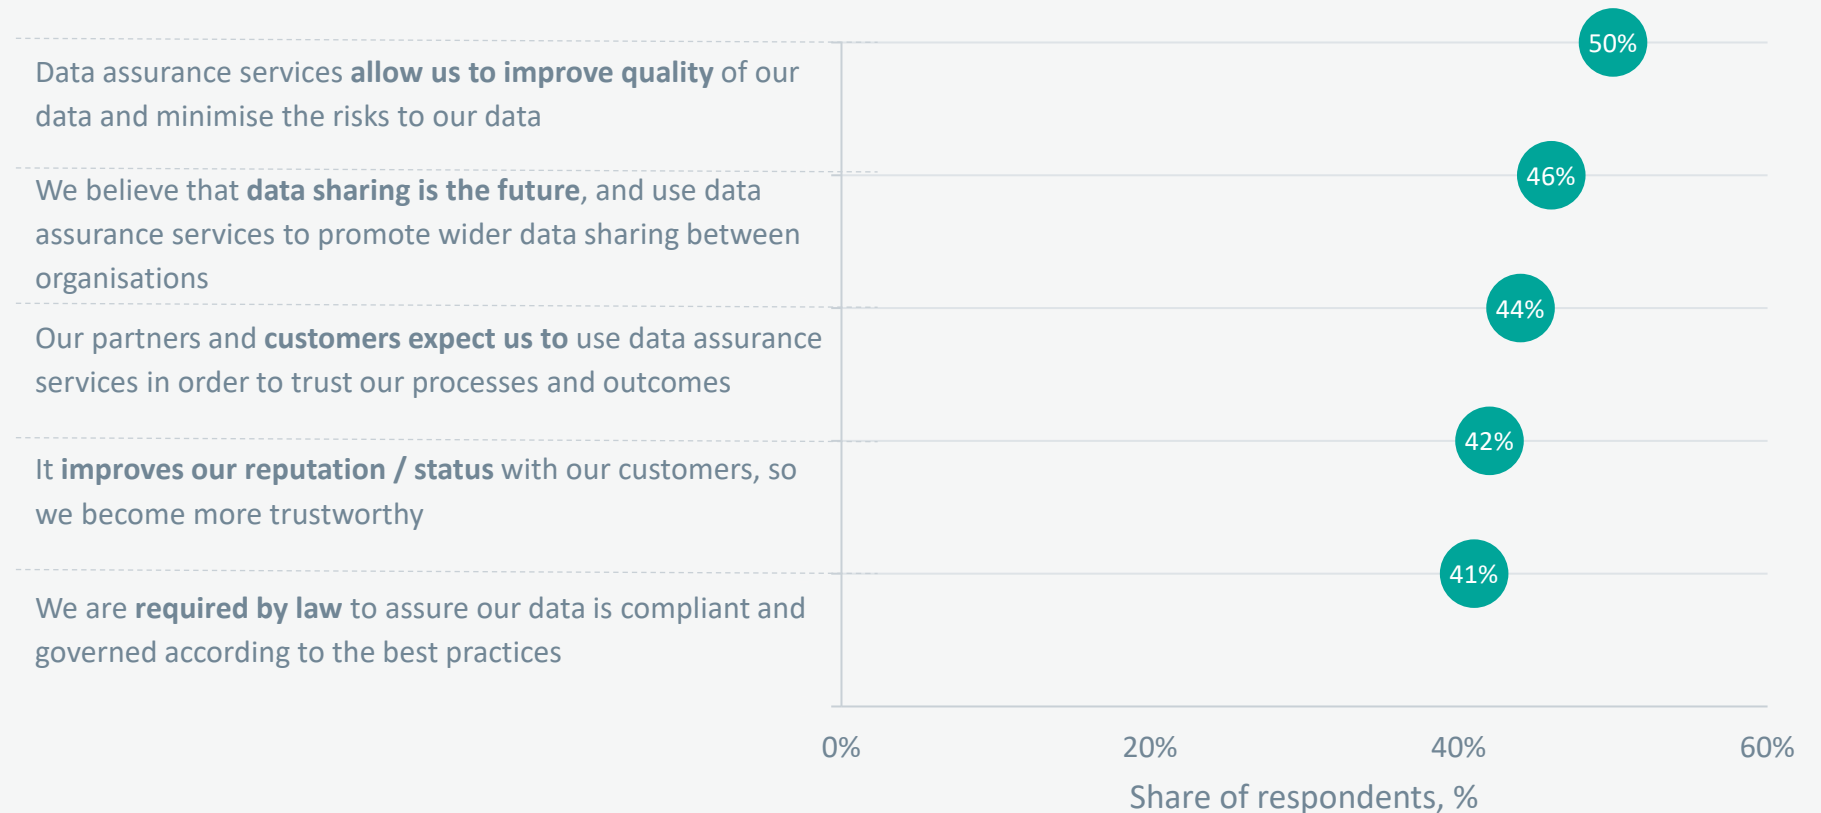 50%
Data assurance services allow us to improve quality of our
data and minimise the risks to our data
46%
We believe that data sharing is the future, and use data
assurance services to promote wider data sharing between
organisations
44%
Our partners and customers expect us to use data assurance
services in order to trust our processes and outcomes
42%
It improves our reputation / status with our customers, so
we become more trustworthy
41%
We are required by law to assure our data is compliant and
governed according to the best practices
0% 20% 40% 60%
Share of respondents, %